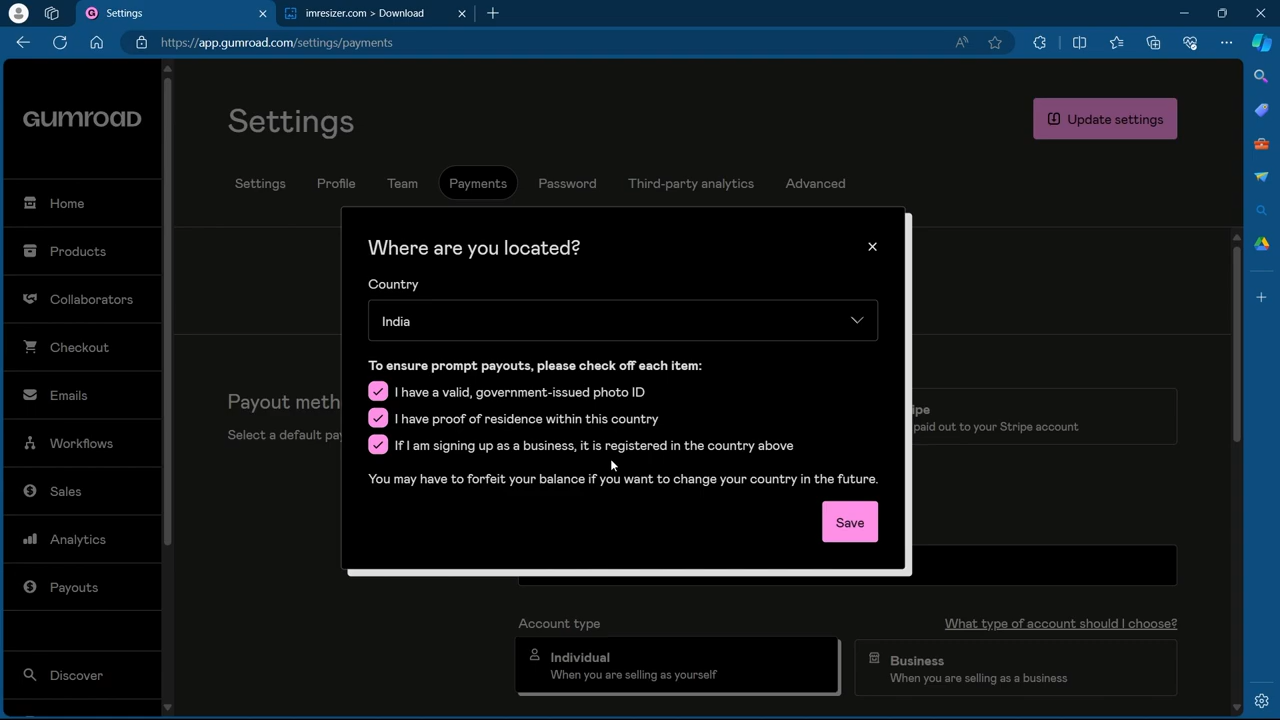 Settings
imresizer.com > Download
https://app.gumroad.com/settings/payments
GUMROAD
Home
Products
Collaborators
Checkout
Emails
Workflows
Sales
Analytics
Payouts
Discover
Settings
Update settings
Settings Profile Team Payments Password Third-party analytics Advanced
Where are you located?
Country
India
To ensure prompt payouts, please check off each item:
I have a valid, government-issued photo ID
I have proof of residence within this country
If I am signing up as a business, it is registered in the country above
You may have to forfeit your balance if you want to change your country in the future.
Save
Payout meth
Select a default pay
ipe
paid out to your Stripe account
Account type
What type of account should I choose?
Individual
When you are selling as yourself
Business
When you are selling as a business